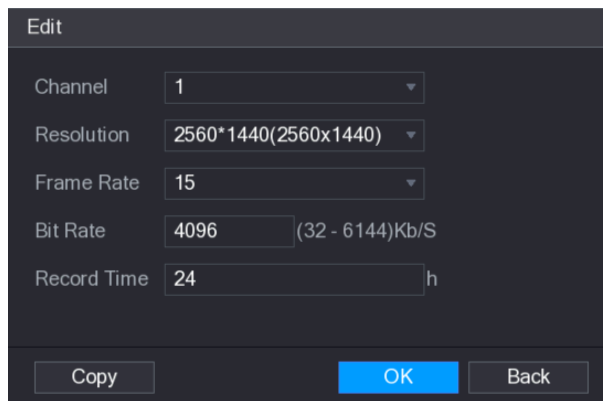 Edit
Channel 1
Resolution 2560*1440(2560x1440)
Frame Rate 15
Bit Rate 4096 (32 - 6144)Kb/S
Record Time 24 h
Copy OK Back